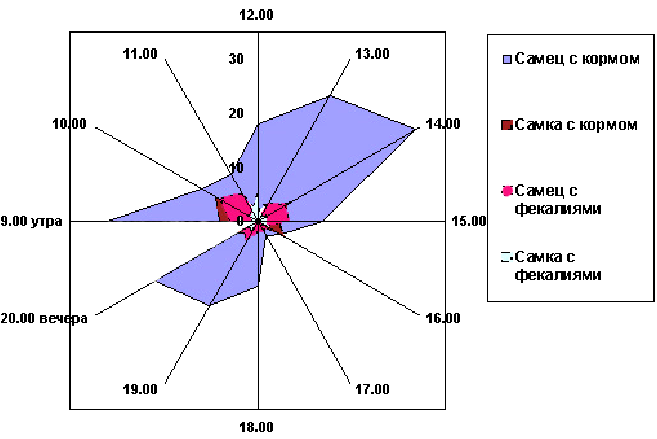 12.00
11.00
30
13.00
20
10.00
14.00
10
9.00 утра
0
15.00
20.00 вечера
16.00
19.00
17.00
18.00
Самец с кормом
Самка с кормом
Самец с
фекалиями
Самка с
фекалиями